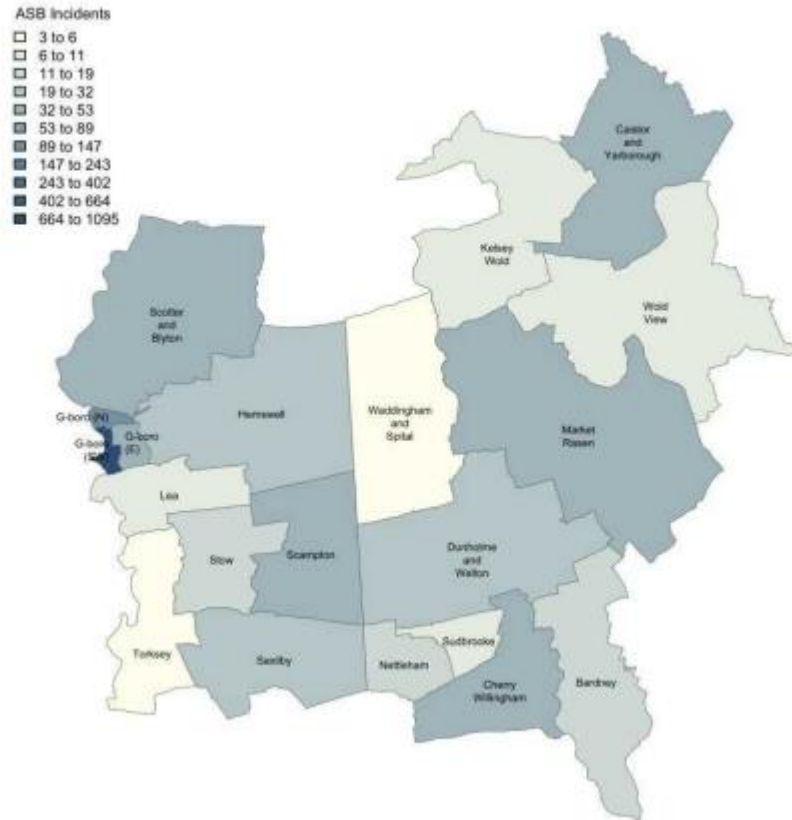 ASB Incidents
3 to 6
6 to 11
11 to 19
19 to 32
32 to 53
53 to 89
89 to 147
147 to 243
243 to 402
402 to 664
664 to 1095
Caistor
and
Yarborough
Kelsey
Wold
Wold
View
Scotter
and
Blyton
Hemswell
Waddingham
and
Spital
Market
Rasen
G-boro (N)
G-boro
G-boro
(E)
Lea
Stow
Scampton
Dunholme
and
Welton
Torksey
Saxilby
Nettleham
Sudbrooke
Cherry
Willingham
Bardney